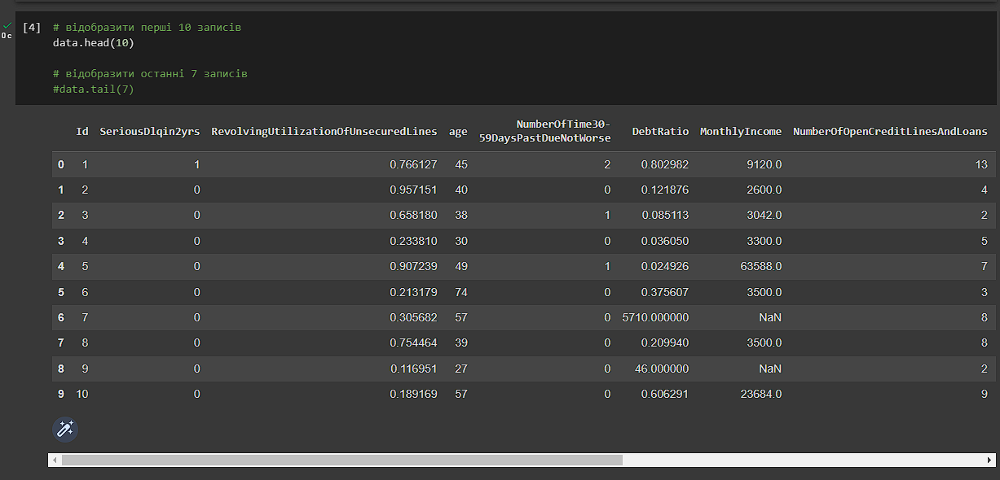 [4] # відобразити перші 10 записів
0c data.head(10)
# відобразити останні 7 записів
#data.tail(7)
Id SeriousDlqin2yrs RevolvingUtilizationOfUnsecuredLines age NumberOfTime30-59DaysPastDueNotWorse DebtRatio MonthlyIncome NumberOfOpenCreditLinesAndLoans
0 1 1 0.766127 45 2 0.802982 9120.0 13
1 2 0 0.957151 40 0 0.121876 2600.0 4
2 3 0 0.658180 38 1 0.085113 3042.0 2
3 4 0 0.233810 30 0 0.036050 3300.0 5
4 5 0 0.907239 49 1 0.024926 63588.0 7
5 6 0 0.213179 74 0 0.375607 3500.0 3
6 7 0 0.305682 57 0 5710.000000 NaN 8
7 8 0 0.754464 39 0 0.209940 3500.0 8
8 9 0 0.116951 27 0 46.000000 NaN 2
9 10 0 0.189169 57 0 0.606291 23684.0 9